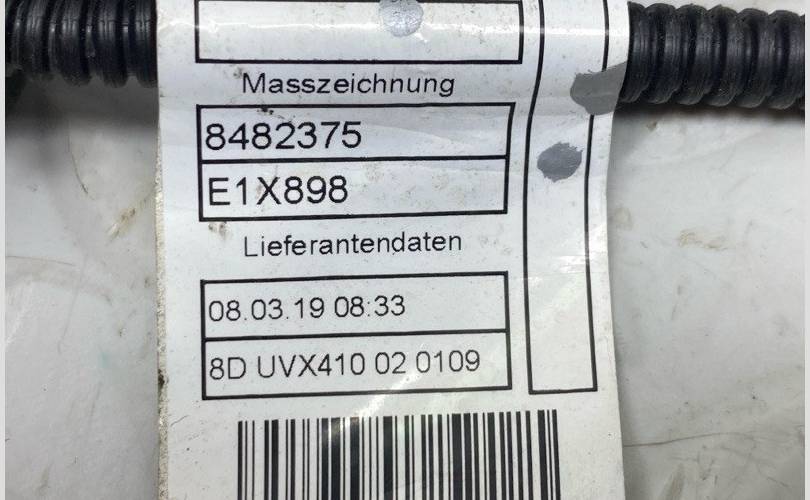 Masszeichnung
8482375
E1X898
Lieferantendaten
08.03.19 08:33
8D UVX410 02 0109